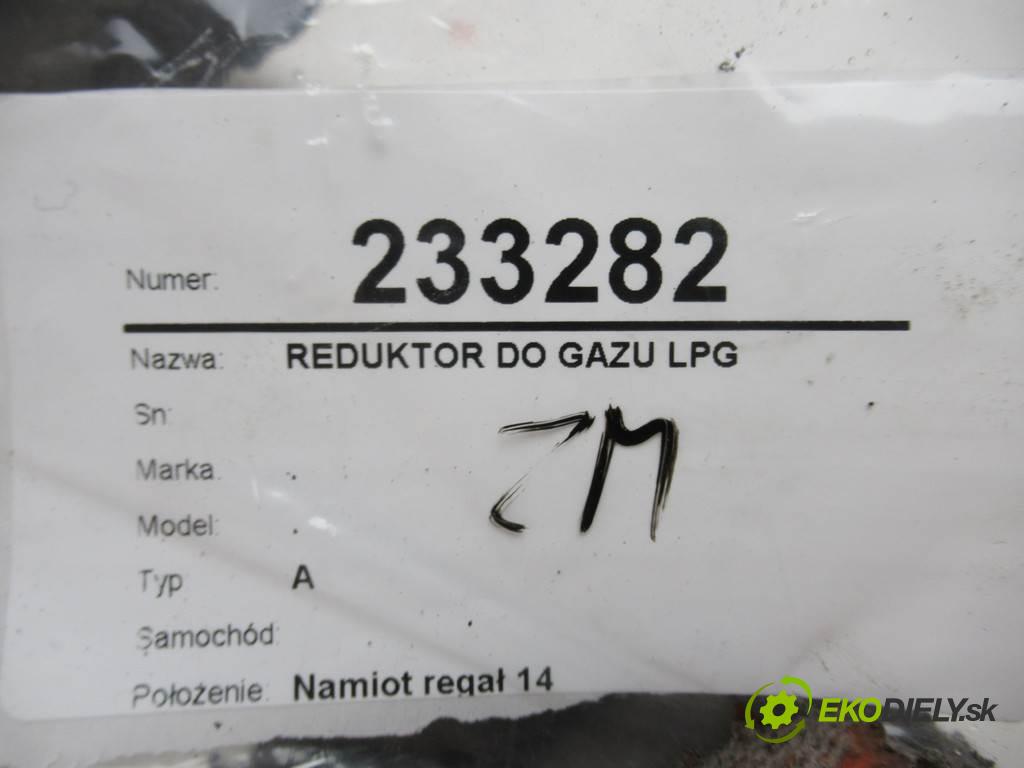 Numer: 233282
Nazwa: REDUKTOR DO GAZU LPG
Sn:
ZM
Marka .
Model: .
Typ A
Samochód:
Położenie: Namiot regał 14
EKODIELY.sk